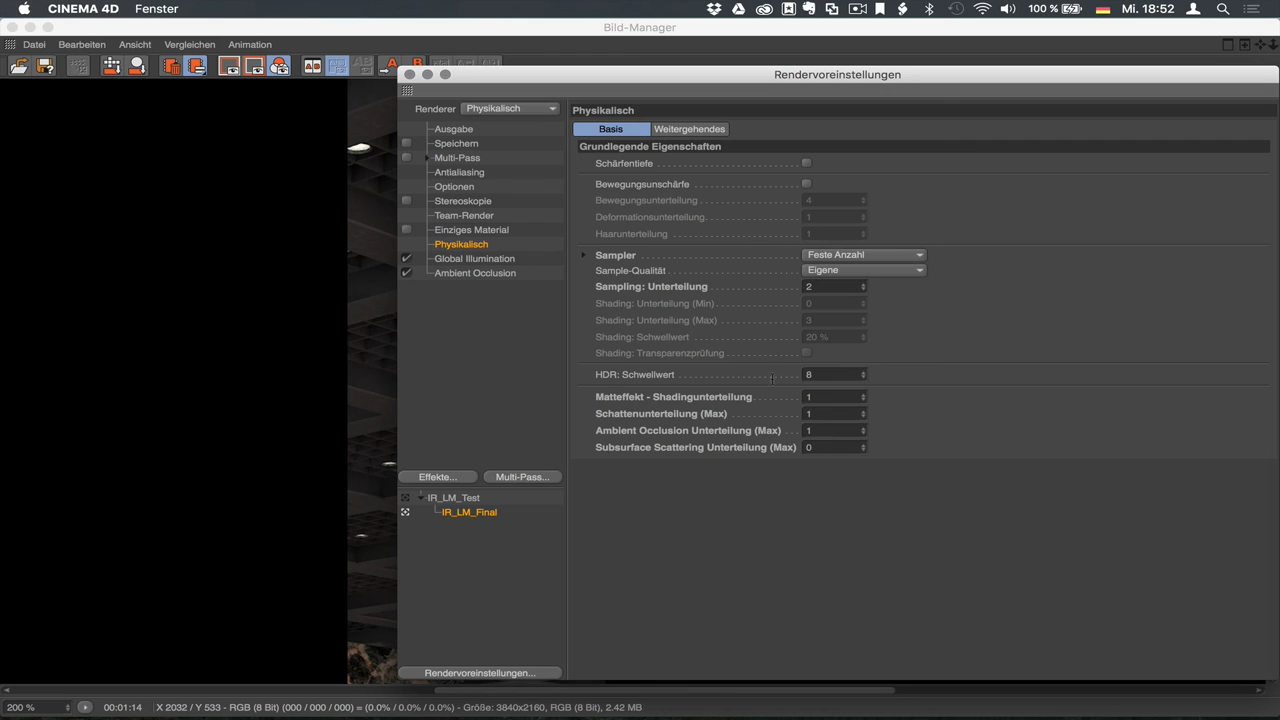 CINEMA 4D Fenster 100 % Mi. 18:52
Bild-Manager
Datei Bearbeiten Ansicht Vergleichen Animation
Rendervoreinstellungen
Renderer Physikalisch
Ausgabe
Speichern
Multi-Pass
Antialiasing
Optionen
Stereoskopie
Team-Render
Einziges Material
Physikalisch
Global Illumination
Ambient Occlusion
Effekte... Multi-Pass...
IR_LM_Test
IR_LM_Final
Rendervoreinstellungen...
Physikalisch
Basis Weitergehendes
Grundlegende Eigenschaften
Schärfentiefe
Bewegungsunschärfe
Bewegungsunterteilung 4
Deformationsunterteilung. 1
Haarunterteilung 1
Sampler Feste Anzahl
Sample-Qualität Eigene
Sampling: Unterteilung 2
Shading: Unterteilung (Min) 0
Shading: Unterteilung (Max) 3
Shading: Schwellwert 20 %
Shading: Transparenzprüfung
HDR: Schwellwert 8
Matteffekt - Shadingunterteilung 1
Schattenunterteilung (Max) 1
Ambient Occlusion Unterteilung (Max) 1
Subsurface Scattering Unterteilung (Max) 0
200 % 00:01:14 X 2032 / Y 533 - RGB (8 Bit) (000 / 000 / 000) = (0.0% / 0.0% / 0.0%) - Größe: 3840x2160, RGB (8 Bit), 2.42 MB